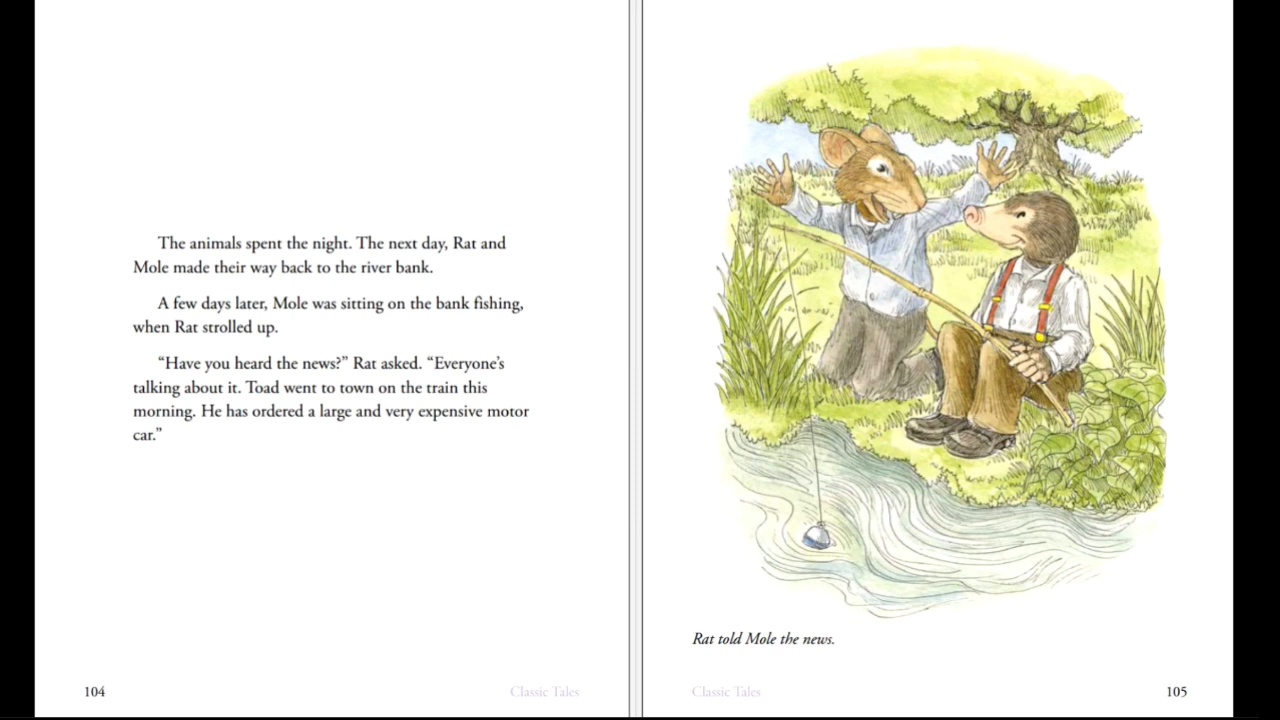 The animals spent the night. The next day, Rat and
Mole made their way back to the river bank.
A few days later, Mole was sitting on the bank fishing,
when Rat strolled up.
“Have you heard the news?” Rat asked. “Everyone’s
talking about it. Toad went to town on the train this
morning. He has ordered a large and very expensive motor
car.”
104
Classic Tales
Rat told Mole the news.
Classic Tales
105